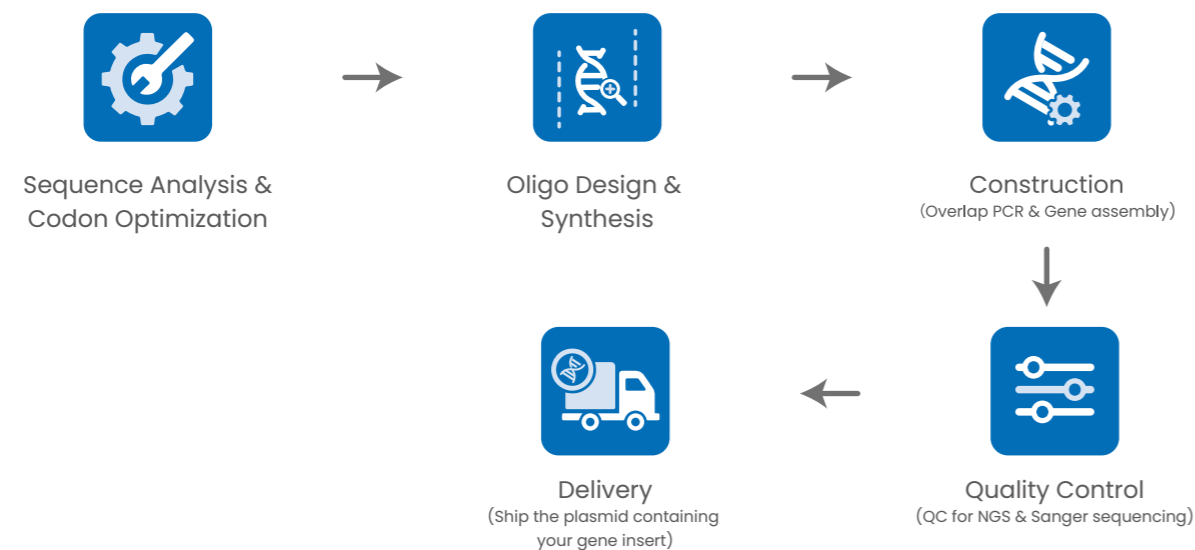 Sequence Analysis &
Codon Optimization
Oligo Design &
Synthesis
Construction
(Overlap PCR & Gene assembly)
Delivery
(Ship the plasmid containing
your gene insert)
Quality Control
(QC for NGS & Sanger sequencing)